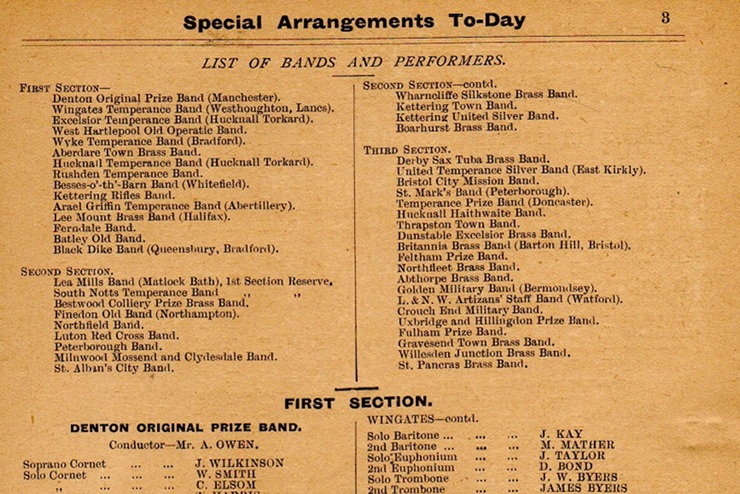 Special Arrangements To-Day 3
LIST OF BANDS AND PERFORMERS.
FIRST SECTION—
Denton Original Prize Band (Manchester).
Wingates Temperance Band (Westhoughton, Lancs).
Excelsior Temperance Band (Hucknall Torkard).
West Hartlepool Old Operatic Band.
Wyke Temperance Band (Bradford).
Aberdare Town Brass Band.
Hucknall Temperance Band (Hucknall Torkard).
Rushden Temperance Band.
Besses-o'-th'-Barn Band (Whitefield).
Kettering Rifles Band.
Arael Griffin Temperance Band (Abertillery).
Lee Mount Brass Band (Halifax).
Ferndale Band.
Batley Old Band.
Black Dike Band (Queensbury, Bradford).
SECOND SECTION.
Lea Mills Band (Matlock Bath), 1st Section Reserve.
South Notts Temperance Band ,, ,,
Bestwood Colliery Prize Brass Band.
Finedon Old Band (Northampton).
Northfield Band.
Luton Red Cross Band.
Peterborough Band.
Milnwood Mossend and Clydesdale Band.
St. Alban's City Band.
SECOND SECTION—contd.
Wharncliffe Silkstone Brass Band.
Kettering Town Band.
Kettering United Silver Band.
Boarhurst Brass Band.
THIRD SECTION.
Derby Sax Tuba Brass Band.
United Temperance Silver Band (East Kirkly).
Bristol City Mission Band.
St. Mark's Band (Peterborough).
Temperance Prize Band (Doncaster).
Hucknall Haithwaite Band.
Thrapston Town Band.
Dunstable Excelsior Brass Band.
Britannia Brass Band (Barton Hill, Bristol).
Feltham Prize Band.
Northfleet Brass Band.
Abthorpe Brass Band.
Golden Military Band (Bermondsey).
L. & N. W. Artizans' Staff Band (Watford).
Crouch End Military Band.
Uxbridge and Hillingdon Prize Band.
Fulham Prize Band.
Gravesend Town Brass Band.
Willesden Junction Brass Band.
St. Pancras Brass Band.
FIRST SECTION.
DENTON ORIGINAL PRIZE BAND.
Conductor—Mr. A. OWEN.
Soprano Cornet ... ... J. WILKINSON
Solo Cornet ... ... ... W. SMITH
,, ... ... C. ELSOM
WINGATES—contd.
Solo Baritone ... ... ... J. KAY
2nd Baritone ... ... ... M. MATHER
Solo Euphonium ... ... J. TAYLOR
2nd Euphonium ... ... D. BOND
Solo Trombone ... ... J. W. BYERS
2nd Trombone ... ... JAMES BYERS